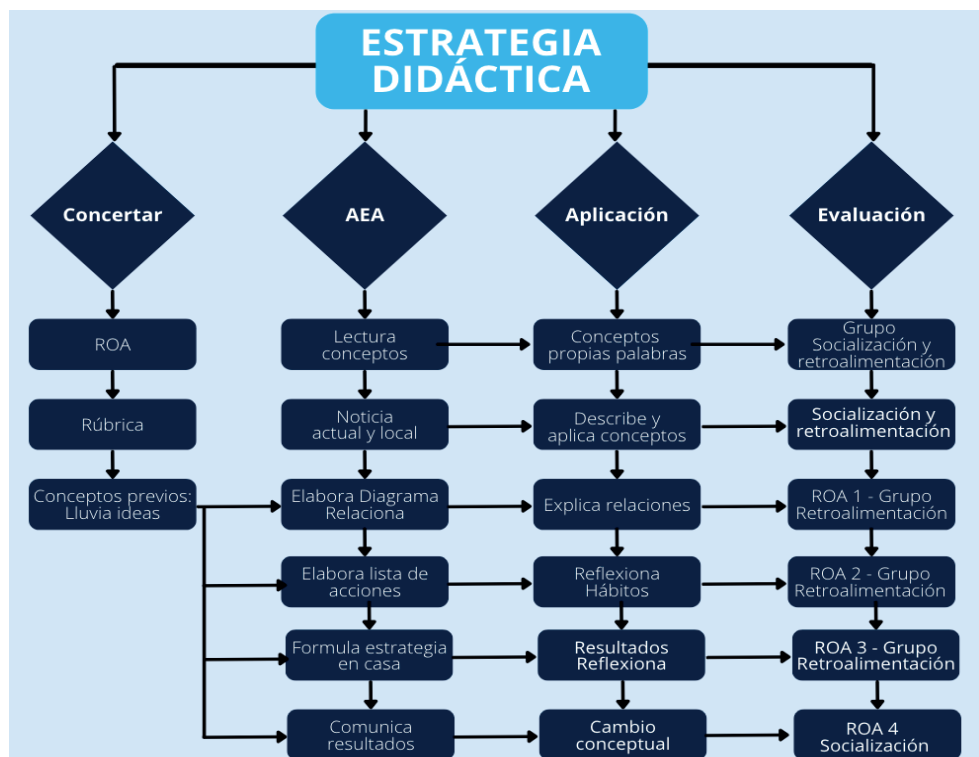 ESTRATEGIA
DIDÁCTICA
Concertar
AEA
Aplicación
Evaluación
ROA
Lectura
conceptos
Conceptos
propias palabras
Grupo
Socialización y
retroalimentación
Rúbrica
Noticia
actual y local
Describe y
aplica conceptos
Socialización y
retroalimentación
Conceptos previos:
Lluvia ideas
Elabora Diagrama
Relaciona
Explica relaciones
ROA 1 - Grupo
Retroalimentación
Elabora lista de
acciones
Reflexiona
Hábitos
ROA 2 - Grupo
Retroalimentación
Formula estrategia
en casa
Resultados
Reflexiona
ROA 3 - Grupo
Retroalimentación
Comunica
resultados
Cambio
conceptual
ROA 4
Socialización